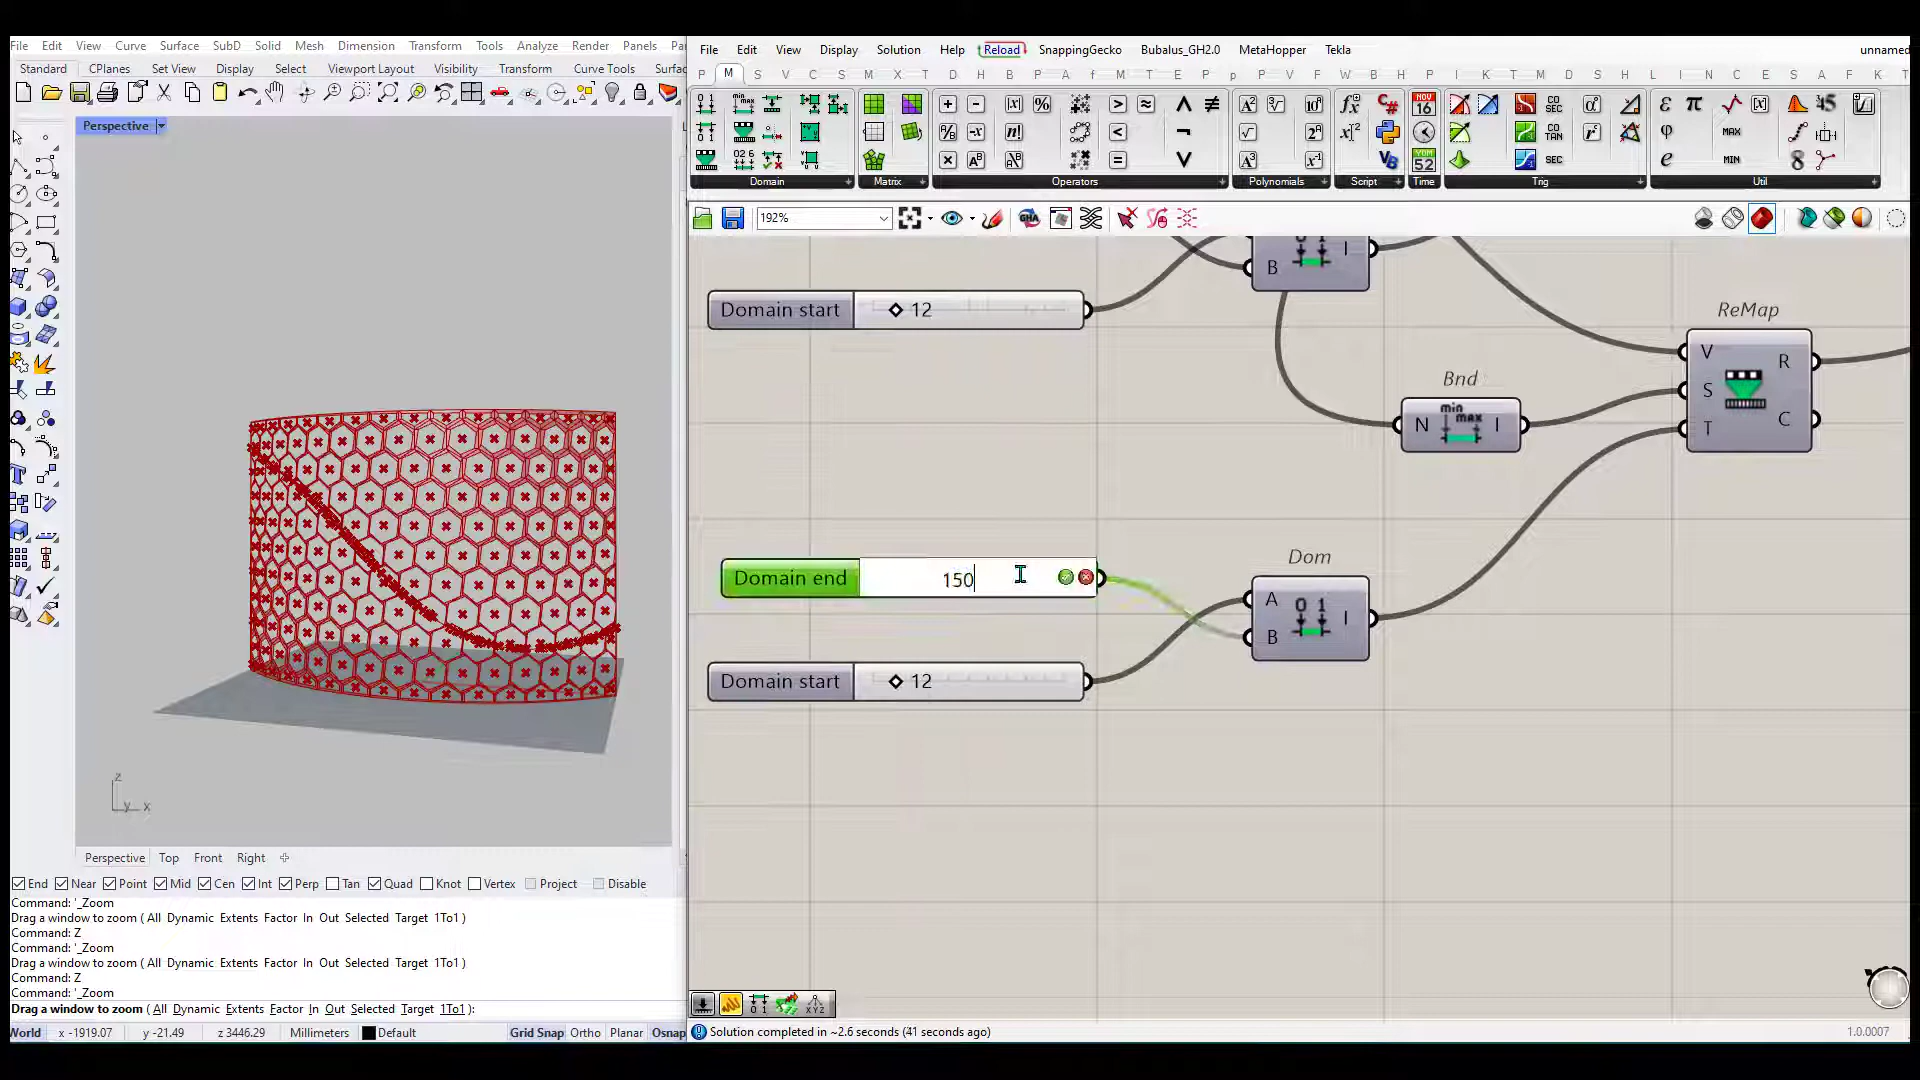 File Edit View Curve Surface SubD Solid Mesh Dimension Transform Tools Analyze Render Panels Pa
Standard CPlanes Set View Display Select Viewport Layout Visibility Transform Curve Tools Surfac
Perspective
File Edit View Display Solution Help Reload SnappingGecko Bubalus_GH2.0 MetaHopper Tekla unnamed
Domain Matrix Operators Polynomials Script Time Trig Util
192%
Domain start 12
B I
ReMap
V R
S
T C
Bnd
N I
min
max
Domain end 150
Dom
A
B I
0 1
Domain start 12
z
y x
Perspective Top Front Right
End Near Point Mid Cen Int Perp Tan Quad Knot Vertex Project Disable
Command: '_Zoom
Drag a window to zoom ( All Dynamic Extents Factor In Out Selected Target 1To1 )
Command: Z
Command: '_Zoom
Drag a window to zoom ( All Dynamic Extents Factor In Out Selected Target 1To1 )
Command: Z
Command: '_Zoom
Drag a window to zoom ( All Dynamic Extents Factor In Out Selected Target 1To1 ):
World x -1919.07 y -21.49 z 3446.29 Millimeters Default Grid Snap Ortho Planar Osnap
Solution completed in ~2.6 seconds (41 seconds ago)
1.0.0007